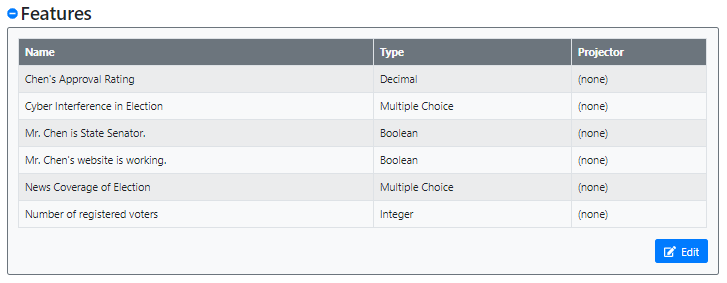 Features
Name Type Projector
Chen's Approval Rating Decimal (none)
Cyber Interference in Election Multiple Choice (none)
Mr. Chen is State Senator. Boolean (none)
Mr. Chen's website is working. Boolean (none)
News Coverage of Election Multiple Choice (none)
Number of registered voters Integer (none)
Edit